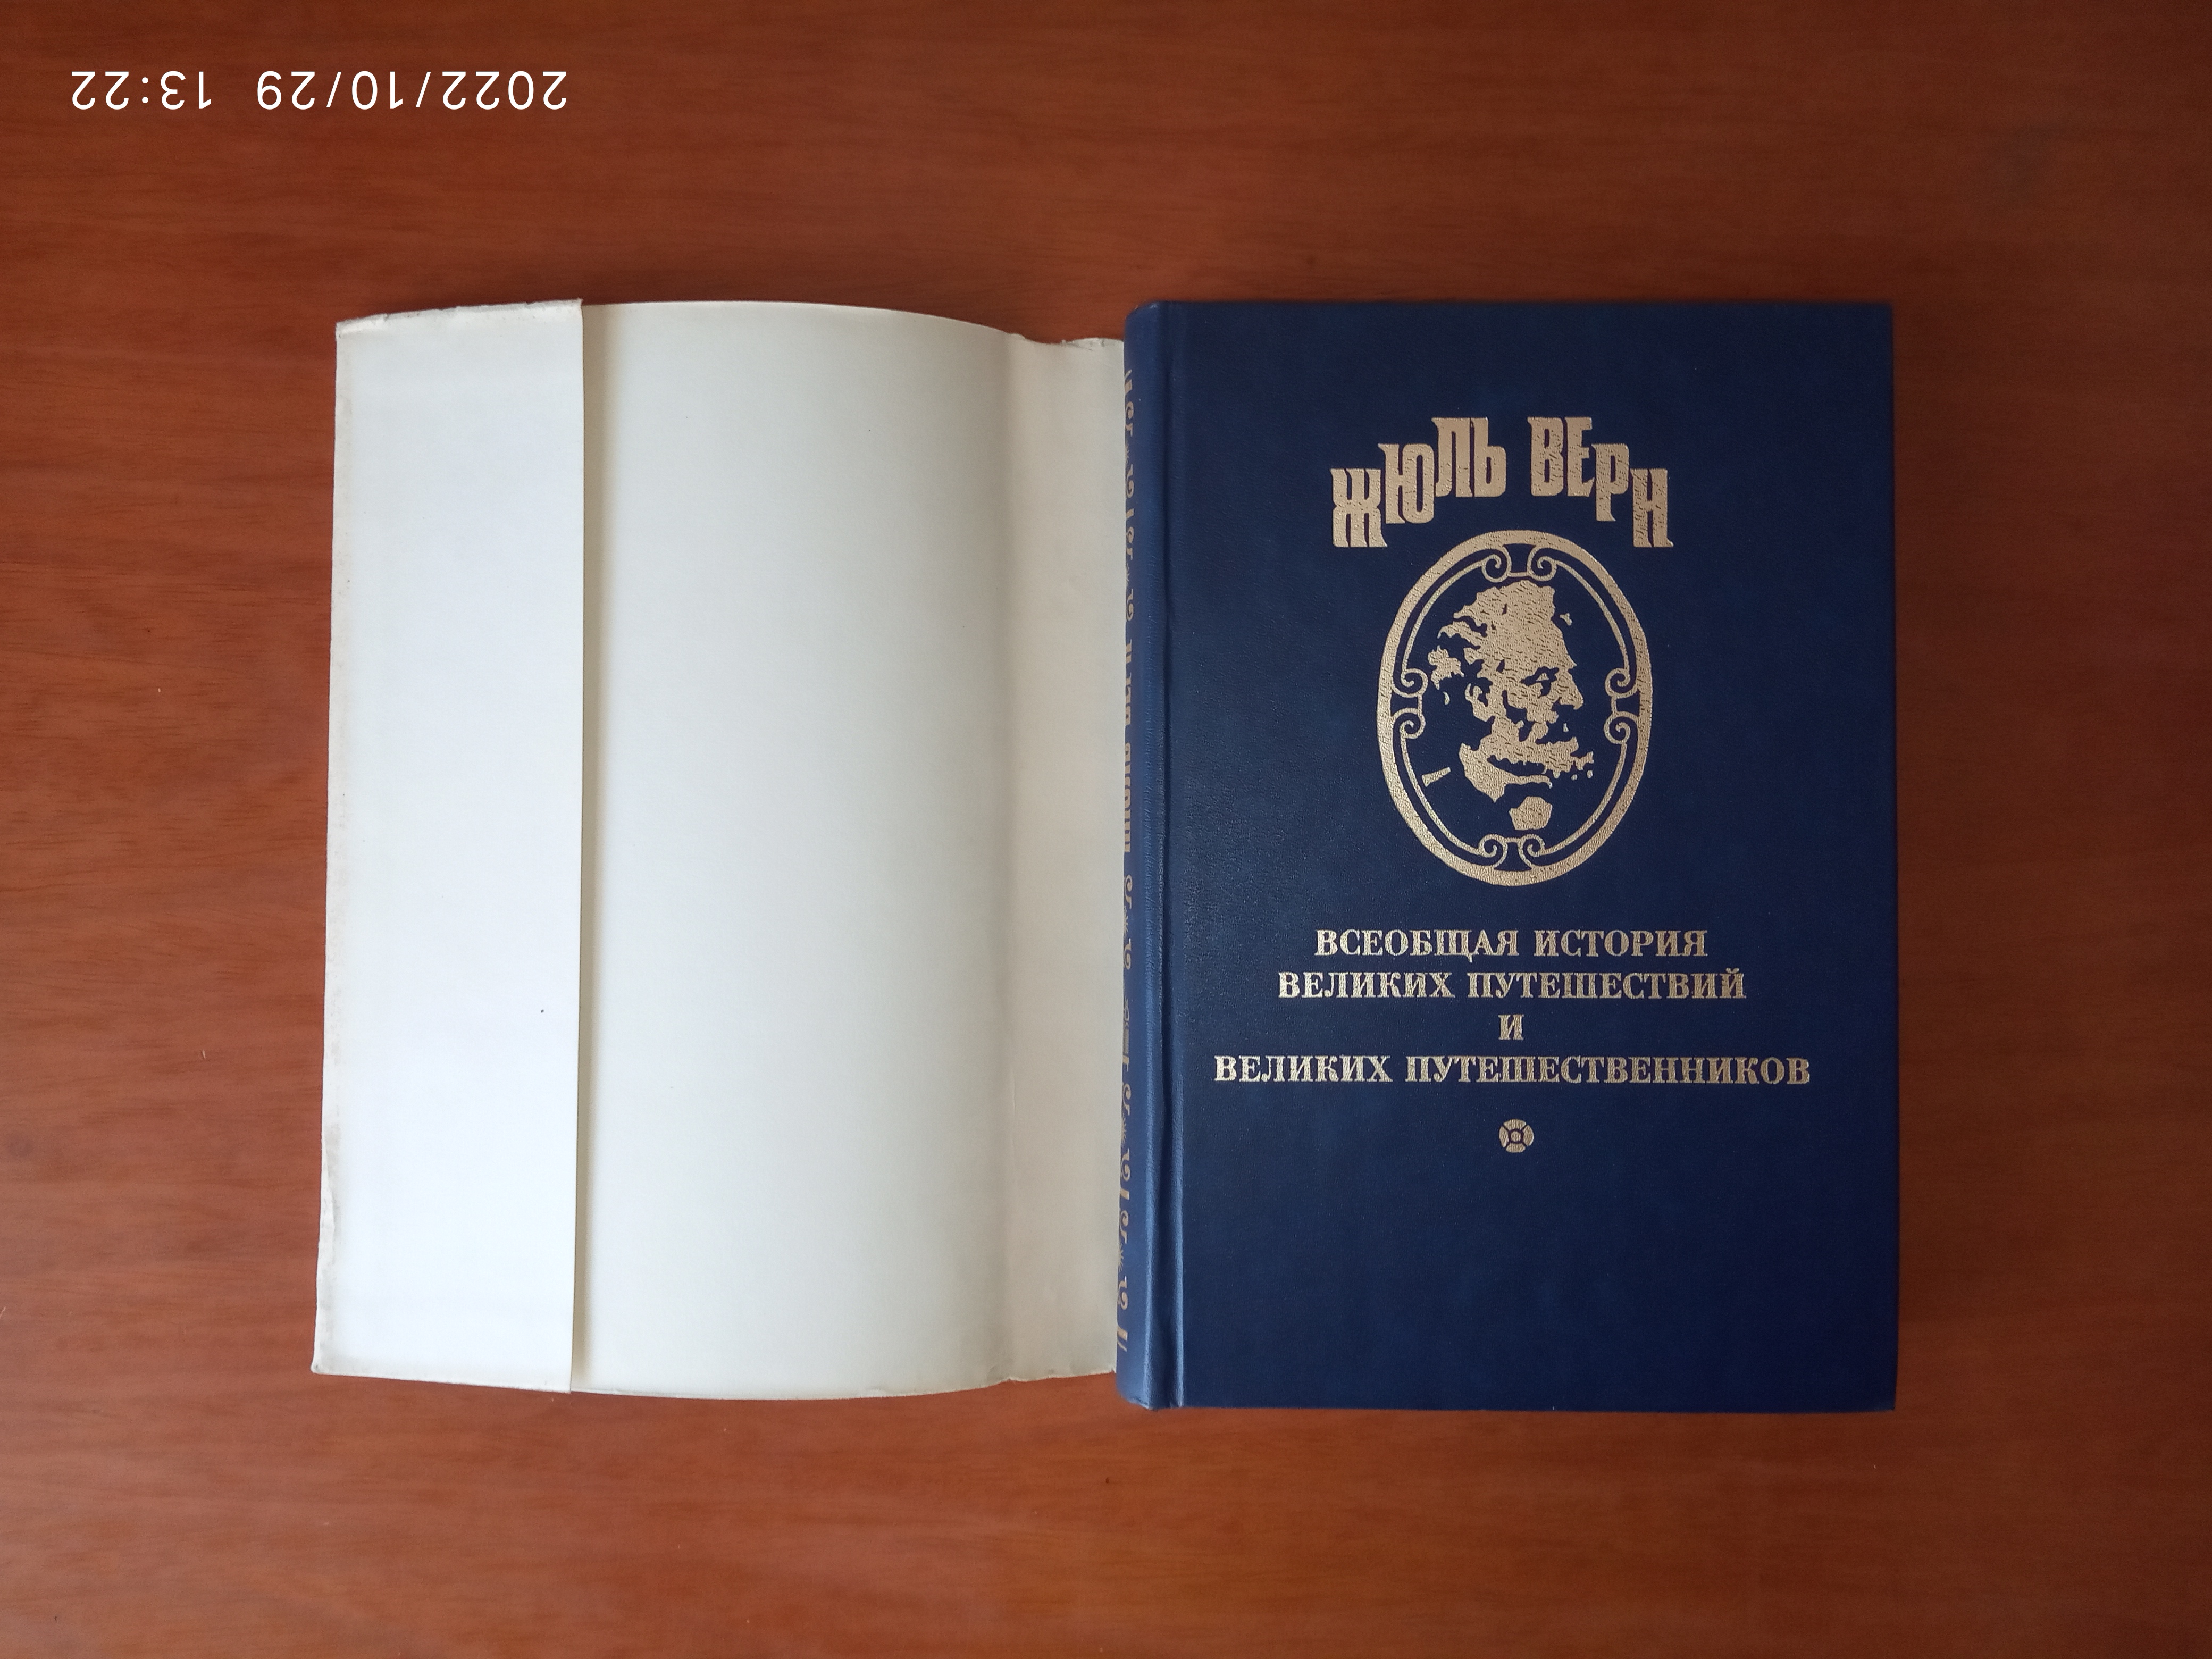 2022/10/29 13:22
ЖЮЛЬ ВЕРН
ВСЕОБЩАЯ ИСТОРИЯ
ВЕЛИКИХ ПУТЕШЕСТВИЙ
И
ВЕЛИКИХ ПУТЕШЕСТВЕННИКОВ